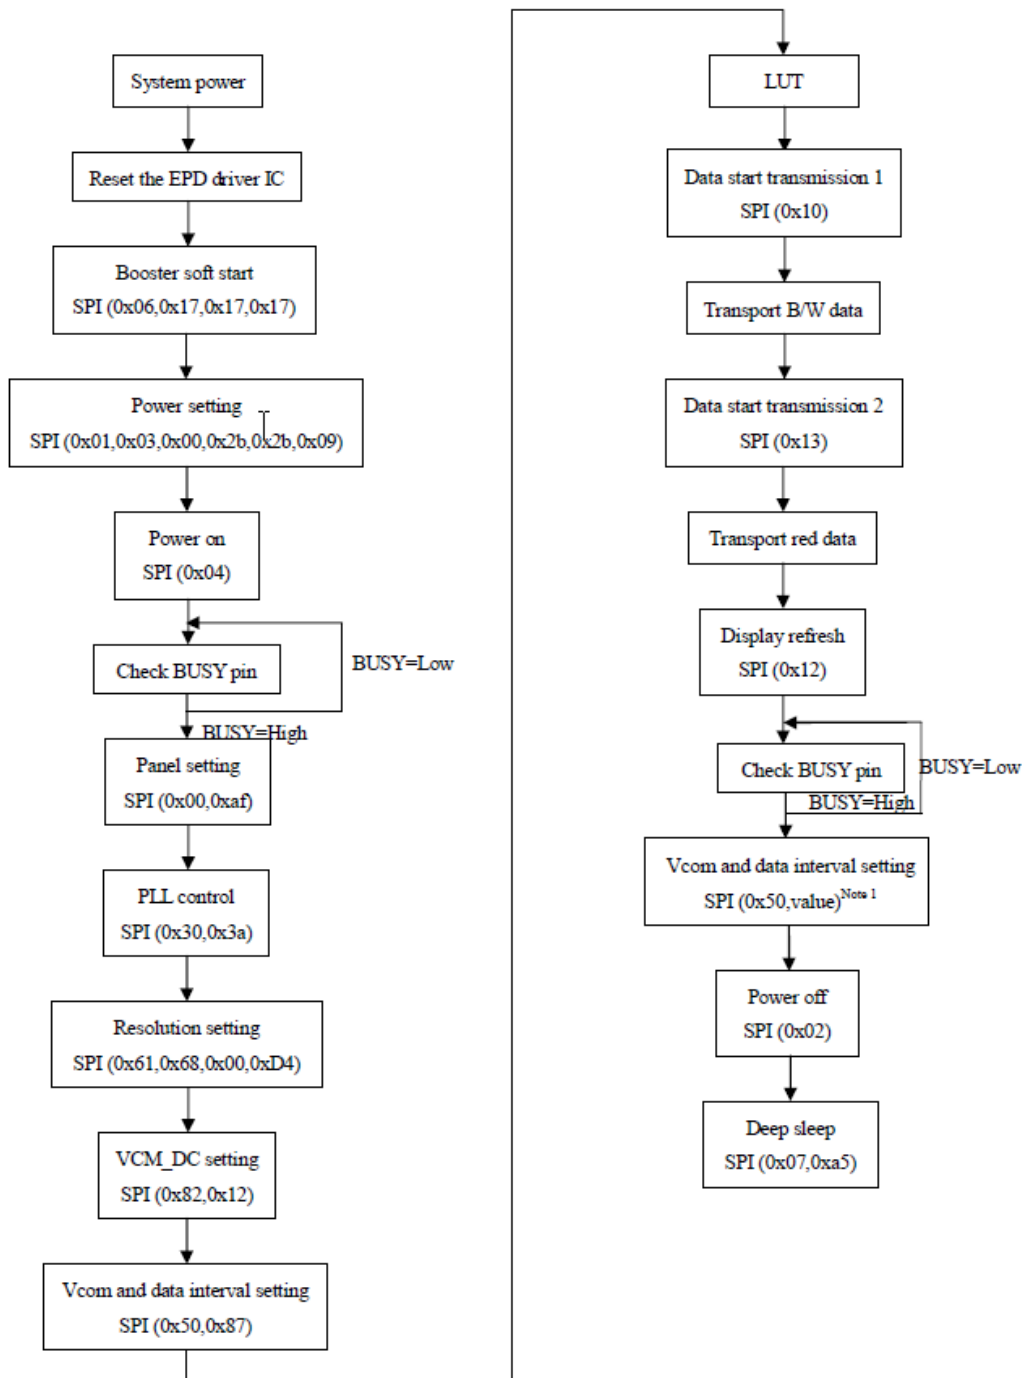 System power
Reset the EPD driver IC
Booster soft start
SPI (0x06,0x17,0x17,0x17)
Power setting
SPI (0x01,0x03,0x00,0x2b,0x2b,0x09)
Power on
SPI (0x04)
Check BUSY pin
BUSY=Low
BUSY=High
Panel setting
SPI (0x00,0xaf)
PLL control
SPI (0x30,0x3a)
Resolution setting
SPI (0x61,0x68,0x00,0xD4)
VCM_DC setting
SPI (0x82,0x12)
Vcom and data interval setting
SPI (0x50,0x87)
LUT
Data start transmission 1
SPI (0x10)
Transport B/W data
Data start transmission 2
SPI (0x13)
Transport red data
Display refresh
SPI (0x12)
Check BUSY pin
BUSY=Low
BUSY=High
Vcom and data interval setting
SPI (0x50,value)Note 1
Power off
SPI (0x02)
Deep sleep
SPI (0x07,0xa5)